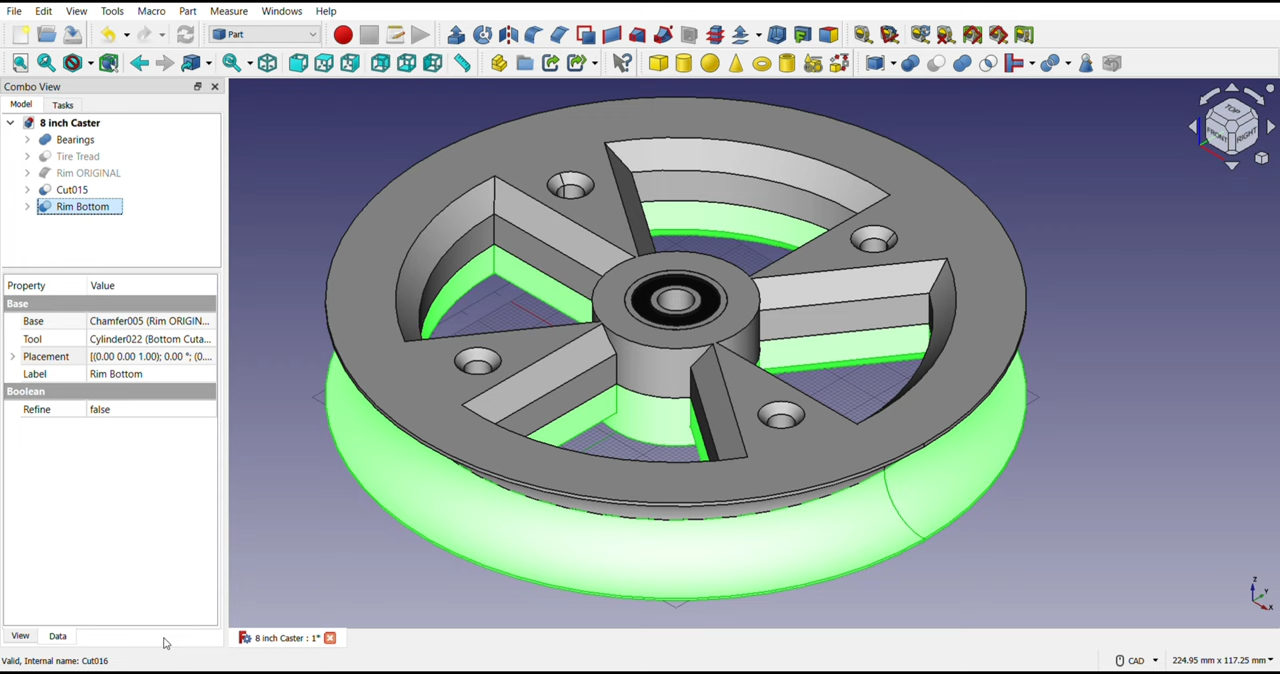 File Edit View Tools Macro Part Measure Windows Help
Part
Combo View
Model Tasks
8 inch Caster
Bearings
Tire Tread
Rim ORIGINAL
Cut015
Rim Bottom
Property Value
Base
Base Chamfer005 (Rim ORIGIN...
Tool Cylinder022 (Bottom Cuta...
Placement [(0.00 0.00 1.00); 0.00 °; (0....
Label Rim Bottom
Boolean
Refine false
View Data
8 inch Caster : 1*
Valid, Internal name: Cut016
CAD 224.95 mm x 117.25 mm
TOP
FRONT RIGHT
Z
Y
X